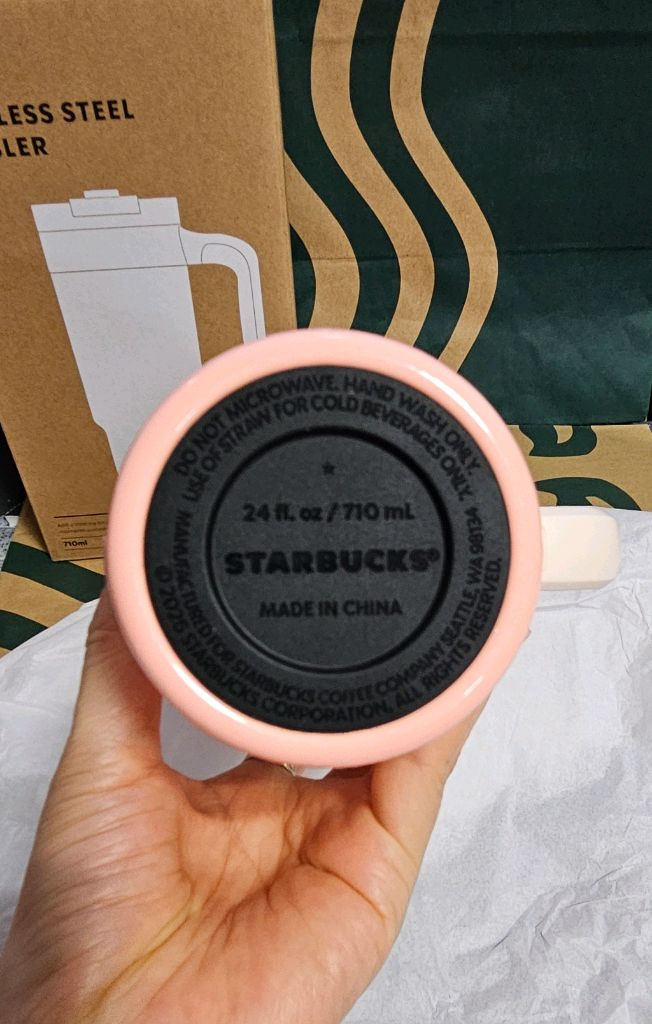 LESS STEEL
LER
710ml
DO NOT MICROWAVE. HAND WASH ONLY.
USE OF STRAW FOR COLD BEVERAGES ONLY.
24 fl. oz / 710 mL
STARBUCKS®
MADE IN CHINA
MANUFACTURED FOR STARBUCKS COFFEE COMPANY SEATTLE, WA 98134
© 2025 STARBUCKS CORPORATION, ALL RIGHTS RESERVED.